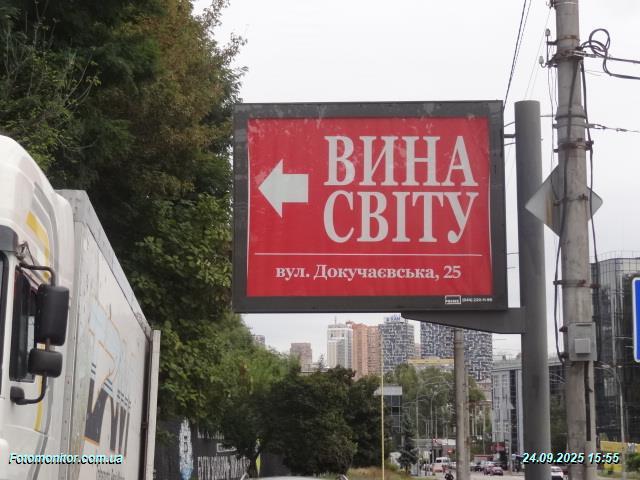 ВИНА
СВІТУ
вул. Докучаєвська, 25
Fotomonitor.com.ua
24.09.2025 15:55